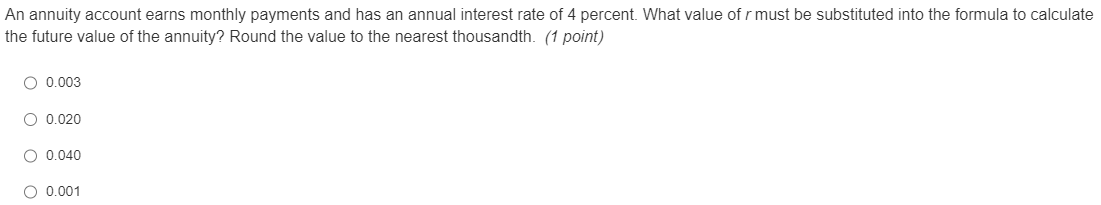 An annuity account earns monthly payments and has an annual interest rate of 4 percent. What value of r must be substituted into the formula to calculate
the future value of the annuity? Round the value to the nearest thousandth. (1 point)
0.003
0.020
0.040
0.001